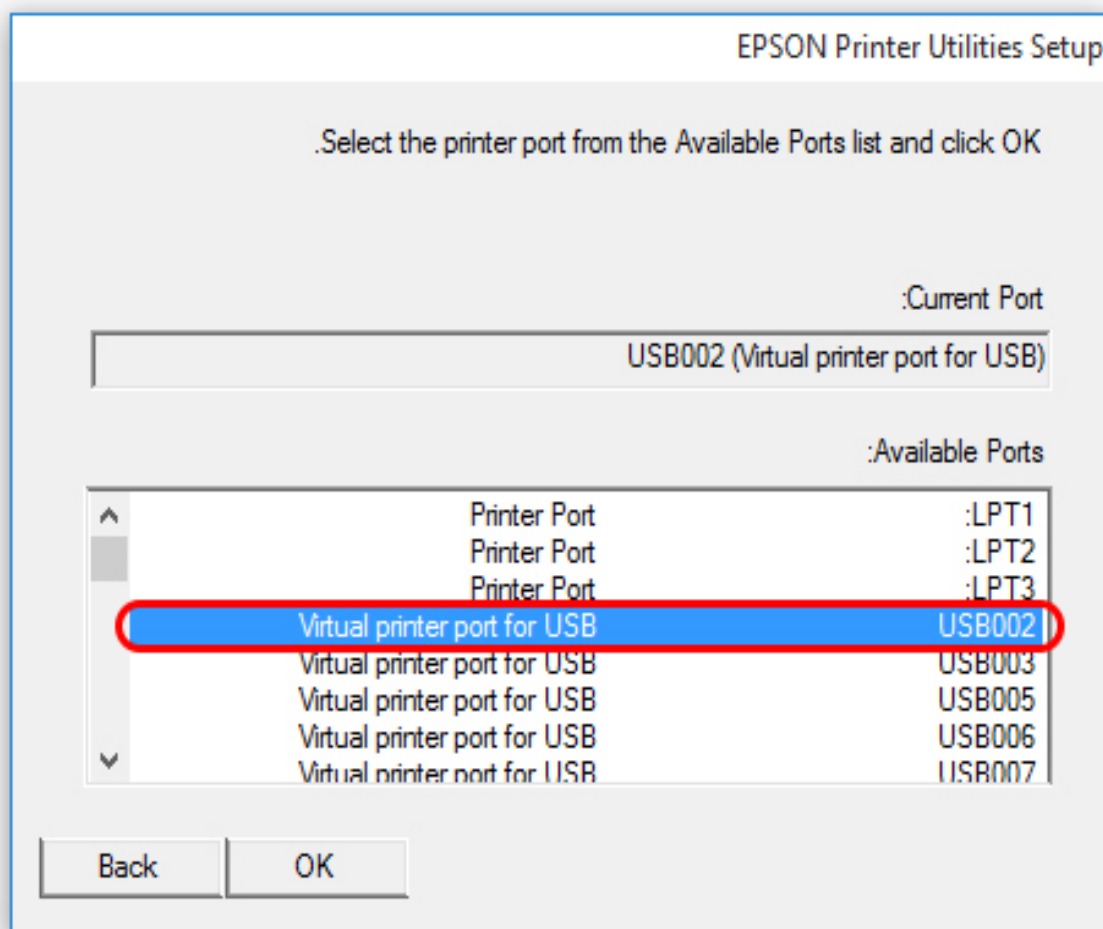 EPSON Printer Utilities Setup
.Select the printer port from the Available Ports list and click OK
:Current Port
USB002 (Virtual printer port for USB)
:Available Ports
Printer Port :LPT1
Printer Port :LPT2
Printer Port :LPT3
Virtual printer port for USB USB002
Virtual printer port for USB USB003
Virtual printer port for USB USB005
Virtual printer port for USB USB006
Virtual printer port for USB USB007
Back OK